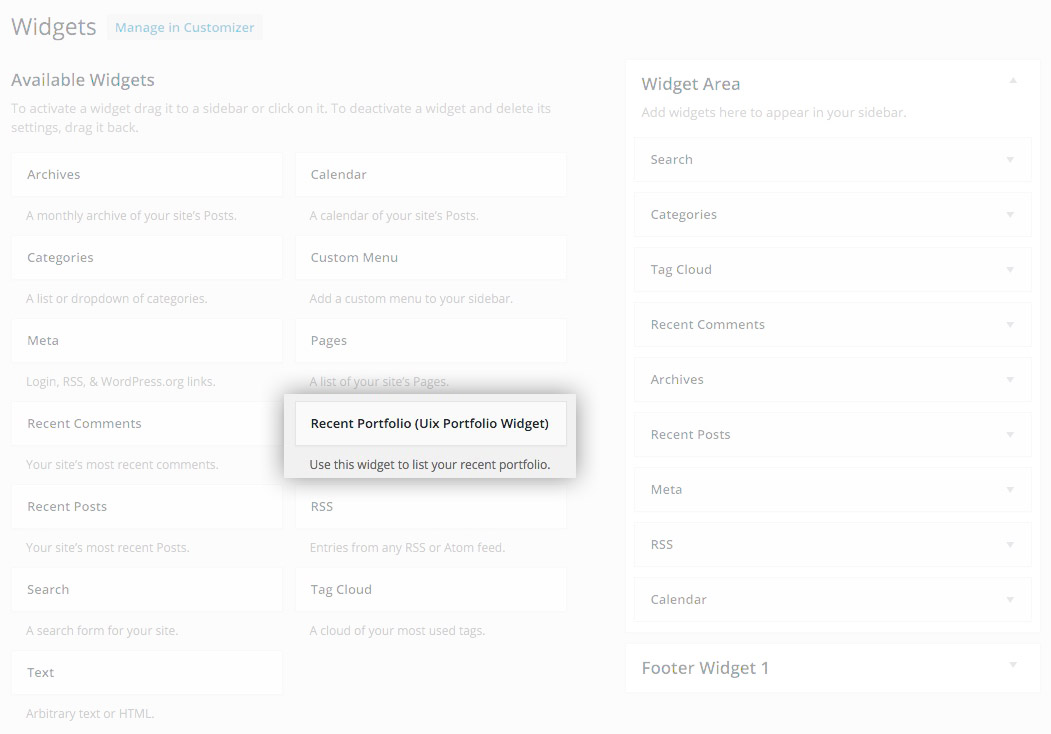 Widgets
Manage in Customizer
Available Widgets
To activate a widget drag it to a sidebar or click on it. To deactivate a widget and delete its
settings, drag it back.
Archives
A monthly archive of your site's Posts.
Calendar
A calendar of your site's Posts.
Categories
A list or dropdown of categories.
Custom Menu
Add a custom menu to your sidebar.
Meta
Login, RSS, & WordPress.org links.
Pages
A list of your site's Pages.
Recent Comments
Your site's most recent comments.
Recent Portfolio (Uix Portfolio Widget)
Use this widget to list your recent portfolio.
Recent Posts
Your site's most recent Posts.
RSS
Entries from any RSS or Atom feed.
Search
A search form for your site.
Tag Cloud
A cloud of your most used tags.
Text
Arbitrary text or HTML.
Widget Area
Add widgets here to appear in your sidebar.
Search
Categories
Tag Cloud
Recent Comments
Archives
Recent Posts
Meta
RSS
Calendar
Footer Widget 1